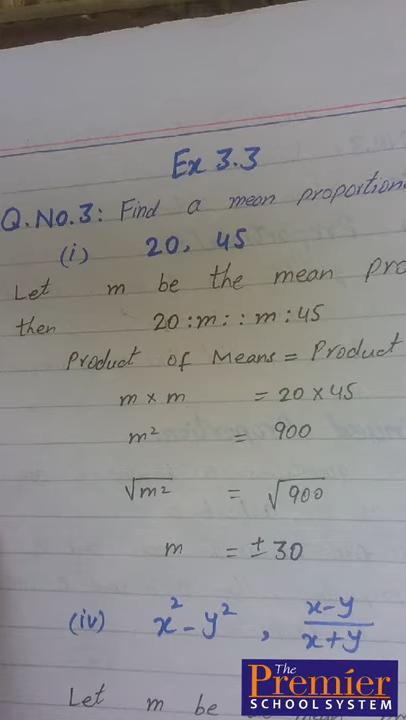 Ex 3.3
Q.No.3: Find a mean proportion
(i) 20, 45
Let m be the mean pro
then 20 : m : : m : 45
Product of Means = Product
m × m = 20 × 45
m² = 900
√m² = √900
m = ± 30
(iv) x² - y² , (x-y)/(x+y)
Let m be
The Premier
SCHOOL SYSTEM